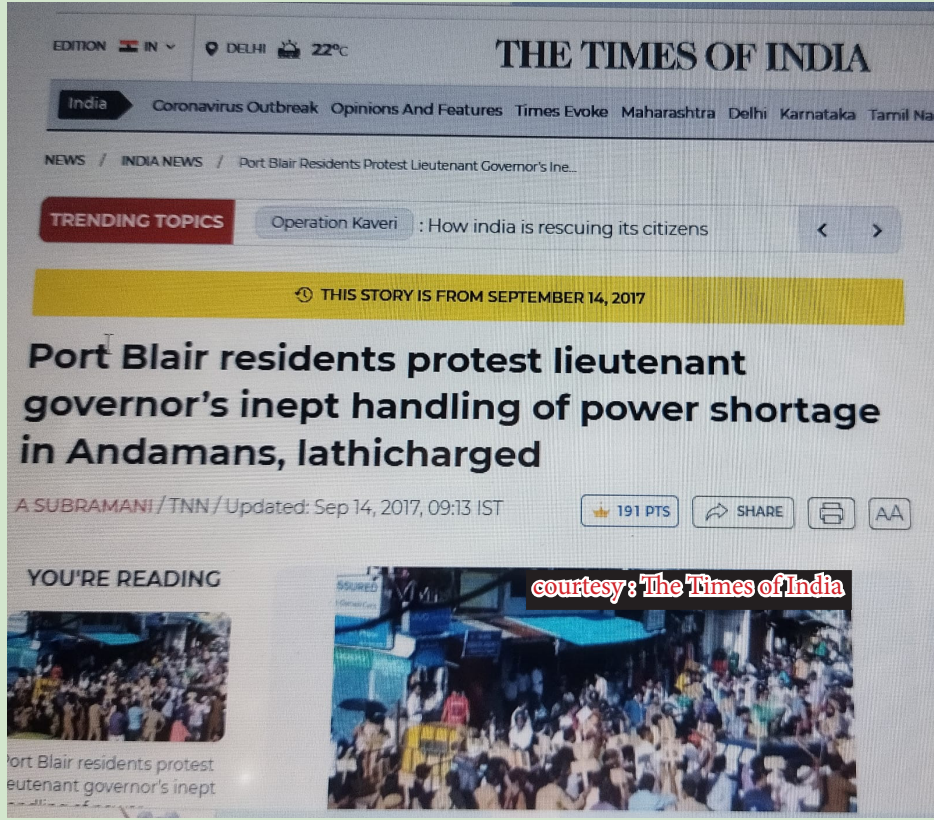 EDITION IN DELHI 22°C THE TIMES OF INDIA
India Coronavirus Outbreak Opinions And Features Times Evoke Maharashtra Delhi Karnataka Tamil Na
NEWS / INDIA NEWS / Port Blair Residents Protest Lieutenant Governor's Ine...
TRENDING TOPICS Operation Kaveri : How india is rescuing its citizens
THIS STORY IS FROM SEPTEMBER 14, 2017
Port Blair residents protest lieutenant
governor's inept handling of power shortage
in Andamans, lathicharged
A SUBRAMANI / TNN / Updated: Sep 14, 2017, 09:13 IST 191 PTS SHARE AA
YOU'RE READING
courtesy : The Times of India
SSURED
Port Blair residents protest
eutenant governor's inept